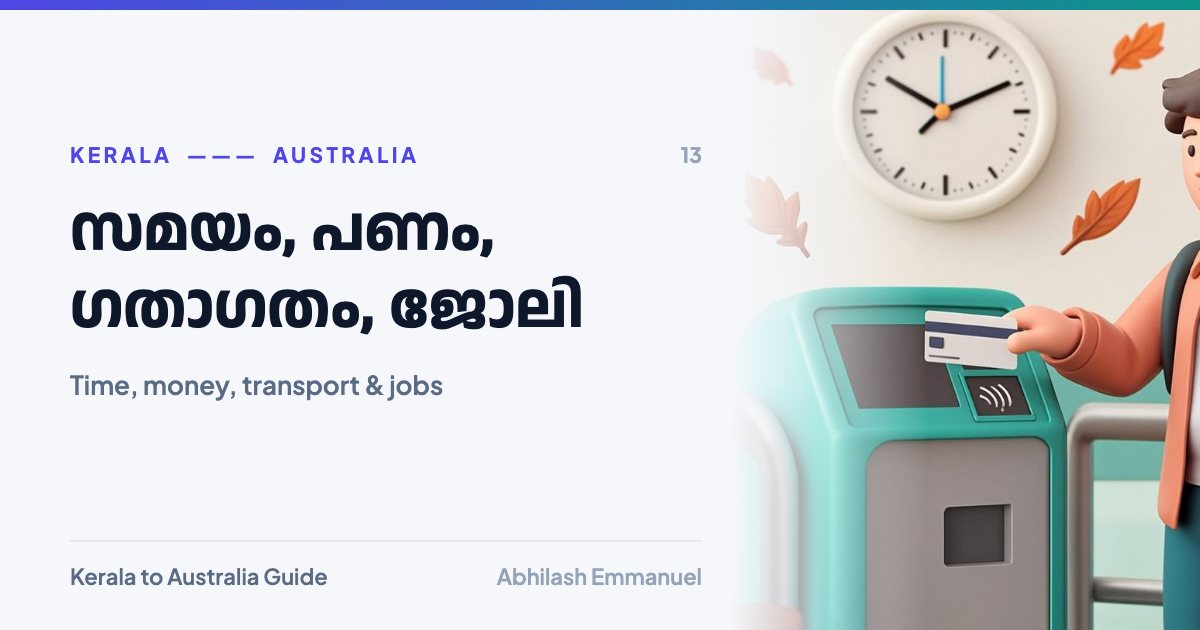 KERALA ——— AUSTRALIA 13
സമയം, പണം,
ഗതാഗതം, ജോലി
Time, money, transport & jobs
Kerala to Australia Guide Abhilash Emmanuel